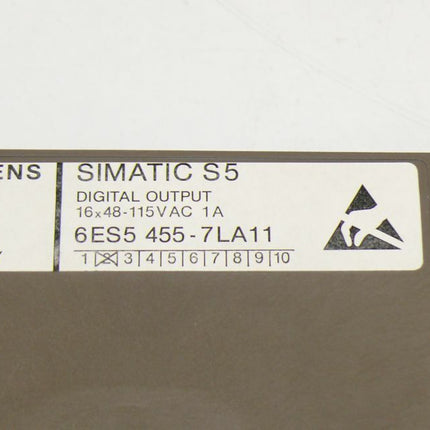 ENS
SIMATIC S5
DIGITAL OUTPUT
16x48-115VAC 1A
6ES5 455-7LA11
1|2|3|4|5|6|7|8|9|10